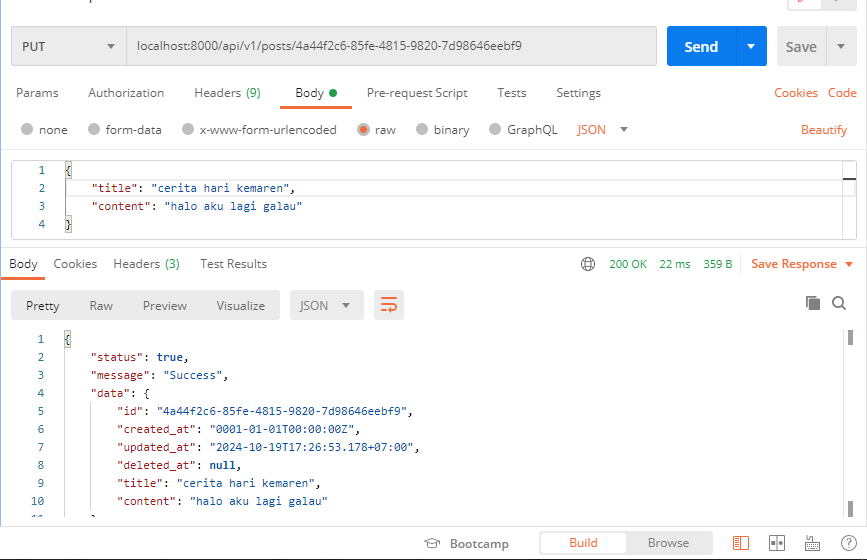 PUT localhost:8000/api/v1/posts/4a44f2c6-85fe-4815-9820-7d98646eebf9 Send Save
Params Authorization Headers (9) Body Pre-request Script Tests Settings Cookies Code
none form-data x-www-form-urlencoded raw binary GraphQL JSON Beautify
1 {
2 "title": "cerita hari kemaren",
3 "content": "halo aku lagi galau"
4 }
Body Cookies Headers (3) Test Results 200 OK 22 ms 359 B Save Response
Pretty Raw Preview Visualize JSON
1 {
2 "status": true,
3 "message": "Success",
4 "data": {
5 "id": "4a44f2c6-85fe-4815-9820-7d98646eebf9",
6 "created_at": "0001-01-01T00:00:00Z",
7 "updated_at": "2024-10-19T17:26:53.178+07:00",
8 "deleted_at": null,
9 "title": "cerita hari kemaren",
10 "content": "halo aku lagi galau"
Bootcamp Build Browse